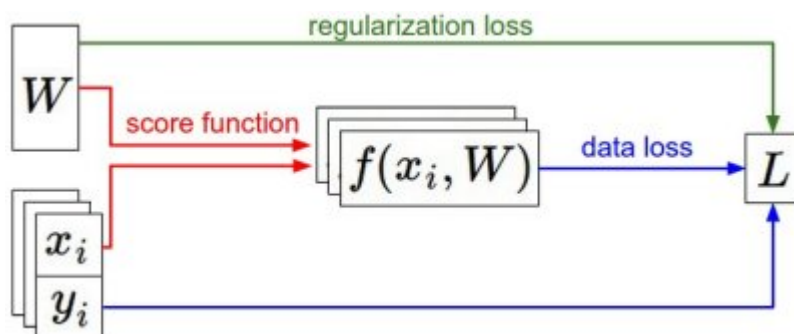 regularization loss
W
score function
f(x_i, W)
data loss
L
x_i
y_i